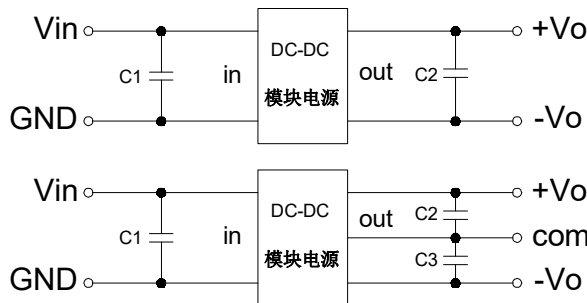 Vin
DC-DC
+Vo
C1
in
out
C2
模块电源
GND
-Vo
Vin
DC-DC
+Vo
out
C2
C1
in
com
模块电源
C3
GND
-Vo